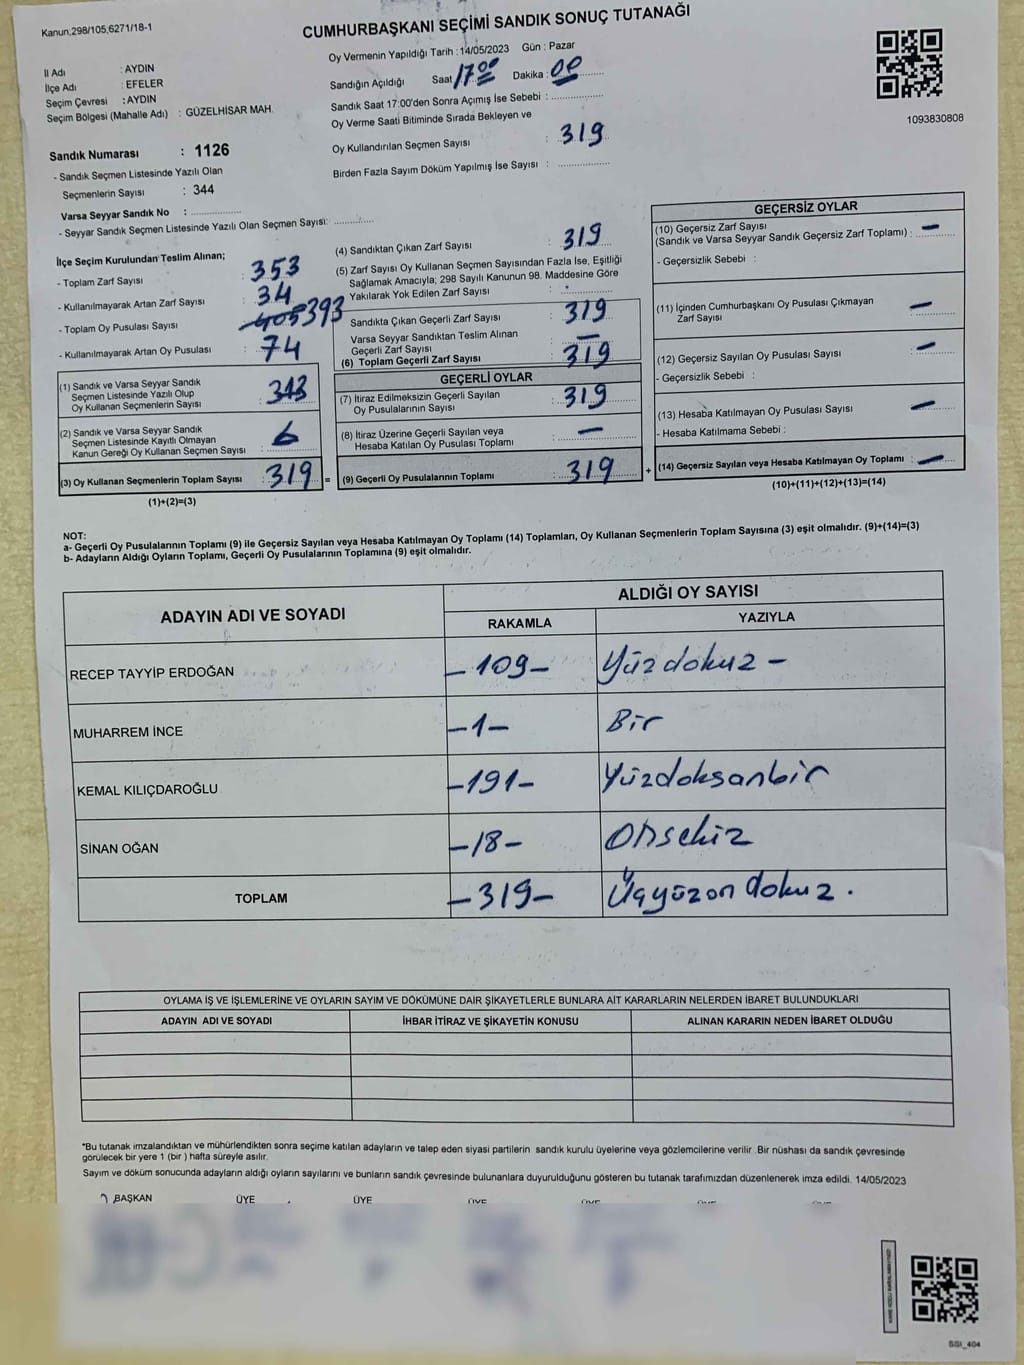 Kanun,298/105,6271/18-1
CUMHURBAŞKANI SEÇİMİ SANDIK SONUÇ TUTANAĞI
İl Adı : AYDIN
İlçe Adı : EFELER
Seçim Çevresi : AYDIN
Seçim Bölgesi (Mahalle Adı) : GÜZELHİSAR MAH.
Oy Vermenin Yapıldığı Tarih : 14/05/2023 Gün : Pazar
Sandığın Açıldığı Saat 17⁰⁰ Dakika : 00
Sandık Saat 17:00'den Sonra Açımış İse Sebebi :
Oy Verme Saati Bitiminde Sırada Bekleyen ve
Oy Kullandırılan Seçmen Sayısı : 319
Birden Fazla Sayım Döküm Yapılmış İse Sayısı :
1093830808
Sandık Numarası : 1126
- Sandık Seçmen Listesinde Yazılı Olan
Seçmenlerin Sayısı : 344
Varsa Seyyar Sandık No :
- Seyyar Sandık Seçmen Listesinde Yazılı Olan Seçmen Sayısı:
İlçe Seçim Kurulundan Teslim Alınan;
- Toplam Zarf Sayısı : 353
- Kullanılmayarak Artan Zarf Sayısı : 34
- Toplam Oy Pusulası Sayısı 405 393
- Kullanılmayarak Artan Oy Pusulası : 74
(1) Sandık ve Varsa Seyyar Sandık
Seçmen Listesinde Yazılı Olup
Oy Kullanan Seçmenlerin Sayısı : 313
(2) Sandık ve Varsa Seyyar Sandık
Seçmen Listesinde Kayıtlı Olmayan
Kanun Gereği Oy Kullanan Seçmen Sayısı : 6
(3) Oy Kullanan Seçmenlerin Toplam Sayısı : 319 =
(1)+(2)=(3)
(4) Sandıktan Çıkan Zarf Sayısı : 319
(5) Zarf Sayısı Oy Kullanan Seçmen Sayısından Fazla İse, Eşitliği
Sağlamak Amacıyla; 298 Sayılı Kanunun 98. Maddesine Göre
Yakılarak Yok Edilen Zarf Sayısı :
Sandıkta Çıkan Geçerli Zarf Sayısı : 319
Varsa Seyyar Sandıktan Teslim Alınan
Geçerli Zarf Sayısı : —
(6) Toplam Geçerli Zarf Sayısı : 319
GEÇERLİ OYLAR
(7) İtiraz Edilmeksizin Geçerli Sayılan
Oy Pusulalarının Sayısı : 319
(8) İtiraz Üzerine Geçerli Sayılan veya
Hesaba Katılan Oy Pusulası Toplamı : —
(9) Geçerli Oy Pusulalarının Toplamı : 319 +
GEÇERSİZ OYLAR
(10) Geçersiz Zarf Sayısı
(Sandık ve Varsa Seyyar Sandık Geçersiz Zarf Toplamı) : —
- Geçersizlik Sebebi :
(11) İçinden Cumhurbaşkanı Oy Pusulası Çıkmayan
Zarf Sayısı : —
(12) Geçersiz Sayılan Oy Pusulası Sayısı : —
- Geçersizlik Sebebi :
(13) Hesaba Katılmayan Oy Pusulası Sayısı : —
- Hesaba Katılmama Sebebi :
(14) Geçersiz Sayılan veya Hesaba Katılmayan Oy Toplamı : —
(10)+(11)+(12)+(13)=(14)
NOT:
a- Geçerli Oy Pusulalarının Toplamı (9) ile Geçersiz Sayılan veya Hesaba Katılmayan Oy Toplamı (14) Toplamları, Oy Kullanan Seçmenlerin Toplam Sayısına (3) eşit olmalıdır. (9)+(14)=(3)
b- Adayların Aldığı Oyların Toplamı, Geçerli Oy Pusulalarının Toplamına (9) eşit olmalıdır.
ADAYIN ADI VE SOYADI ALDIĞI OY SAYISI
RAKAMLA YAZIYLA
RECEP TAYYİP ERDOĞAN -109- Yüzdokuz -
MUHARREM İNCE -1- Bir
KEMAL KILIÇDAROĞLU -191- Yüzdoksanbir
SİNAN OĞAN -18- Onsekiz
TOPLAM -319- Üçyüzon dokuz .
OYLAMA İŞ VE İŞLEMLERİNE VE OYLARIN SAYIM VE DÖKÜMÜNE DAİR ŞİKAYETLERLE BUNLARA AİT KARARLARIN NELERDEN İBARET BULUNDUKLARI
ADAYIN ADI VE SOYADI İHBAR İTİRAZ VE ŞİKAYETİN KONUSU ALINAN KARARIN NEDEN İBARET OLDUĞU
*Bu tutanak imzalandıktan ve mühürlendikten sonra seçime katılan adayların ve talep eden siyasi partilerin sandık kurulu üyelerine veya gözlemcilerine verilir .Bir nüshası da sandık çevresinde
görülecek bir yere 1 (bir ) hafta süreyle asılır.
Sayım ve döküm sonucunda adayların aldığı oyların sayılarını ve bunların sandık çevresinde bulunanlara duyurulduğunu gösteren bu tutanak tarafımızdan düzenlenerek imza edildi. 14/05/2023
BAŞKAN ÜYE ÜYE ÜYE
SSI_404